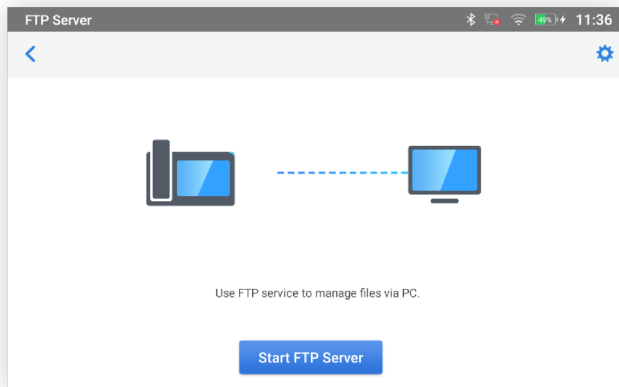 FTP Server
49%
11:36
Use FTP service to manage files via PC.
Start FTP Server